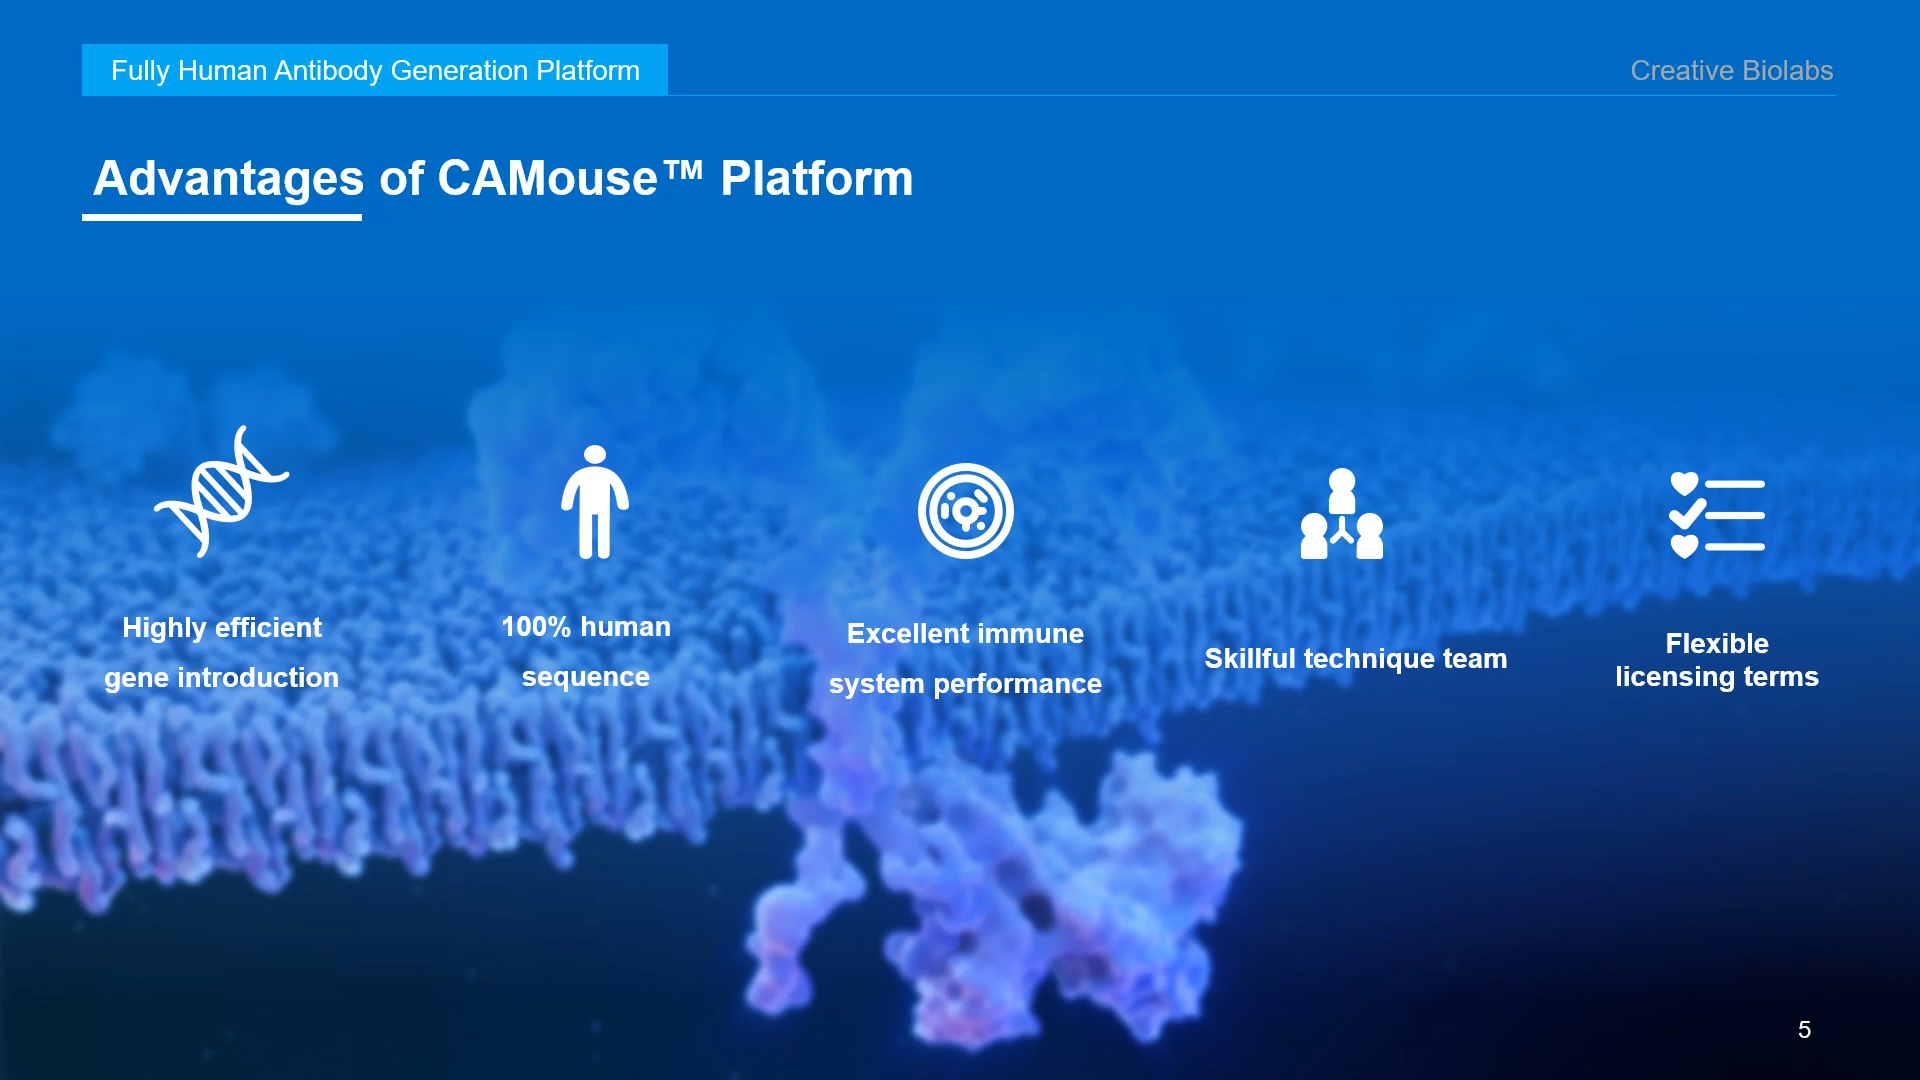 Fully Human Antibody Generation Platform
Creative Biolabs
Advantages of CAMouse™ Platform
Highly efficient
gene introduction
100% human
sequence
Excellent immune
system performance
Skillful technique team
Flexible
licensing terms
5